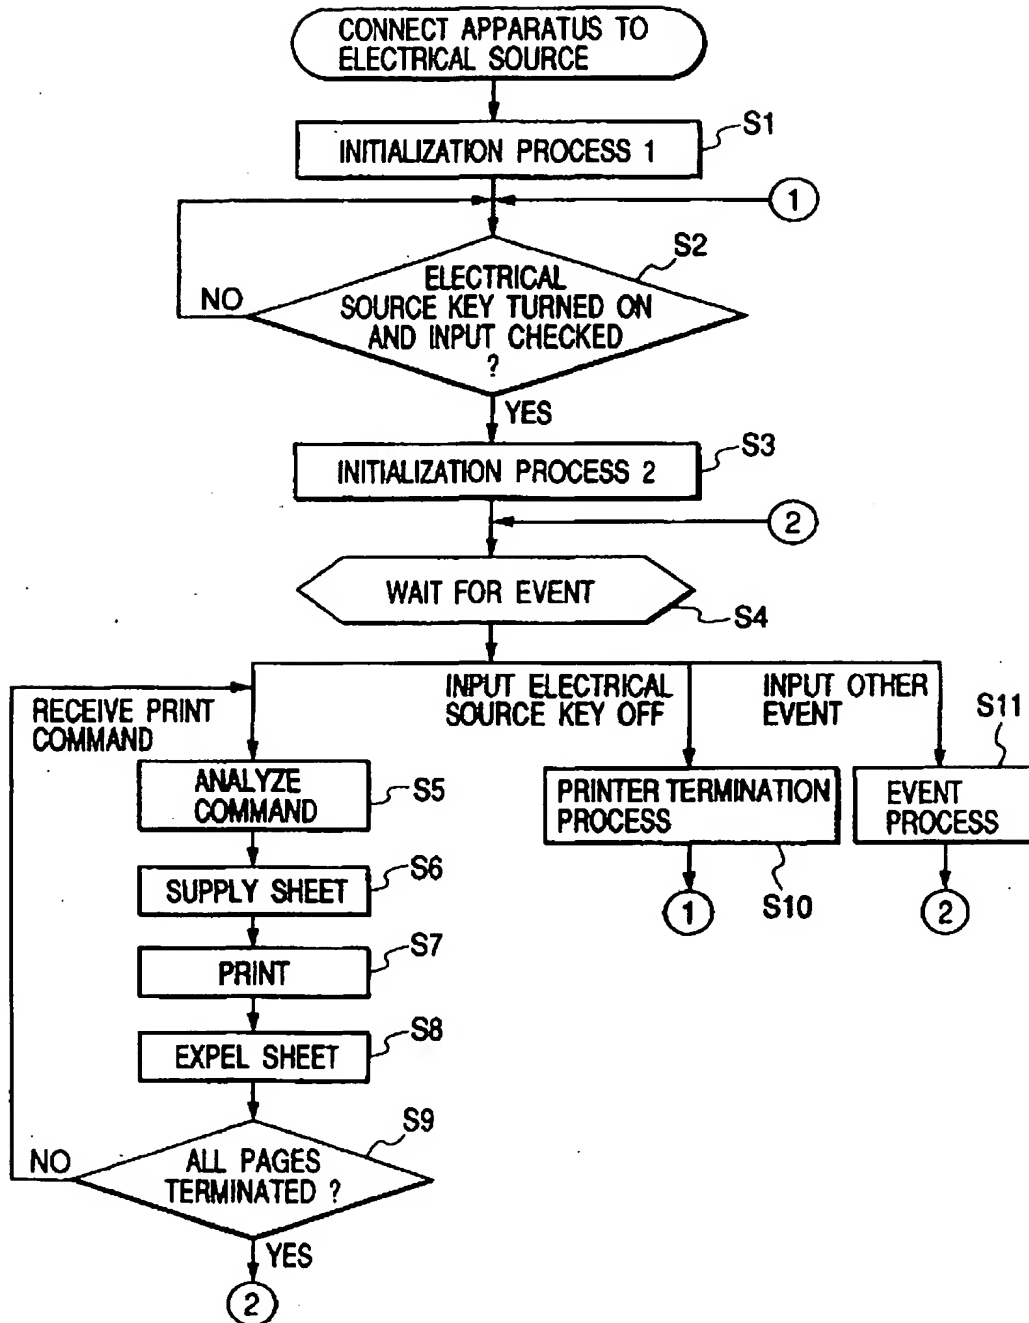 CONNECT APPARATUS TO
ELECTRICAL SOURCE
INITIALIZATION PROCESS 1
S1
1
S2
ELECTRICAL
SOURCE KEY TURNED ON
AND INPUT CHECKED
?
NO
YES
S3
INITIALIZATION PROCESS 2
2
WAIT FOR EVENT
S4
RECEIVE PRINT
COMMAND
INPUT ELECTRICAL
SOURCE KEY OFF
INPUT OTHER
EVENT
S11
ANALYZE
COMMAND
S5
PRINTER TERMINATION
PROCESS
EVENT
PROCESS
S6
SUPPLY SHEET
1
S10
2
S7
PRINT
S8
EXPEL SHEET
S9
NO
ALL PAGES
TERMINATED ?
YES
2